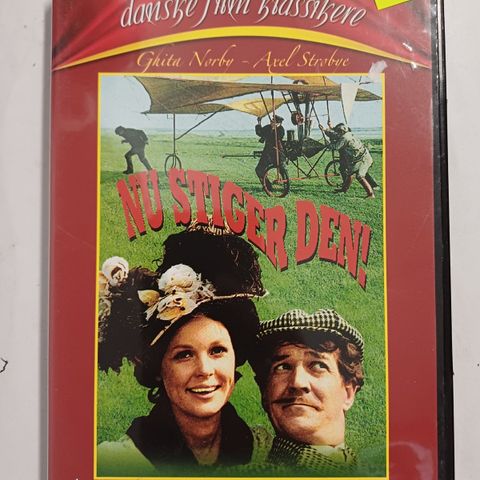 danske film klassikere
Ghita Nørby - Axel Strøbye
NU STIGER DEN!